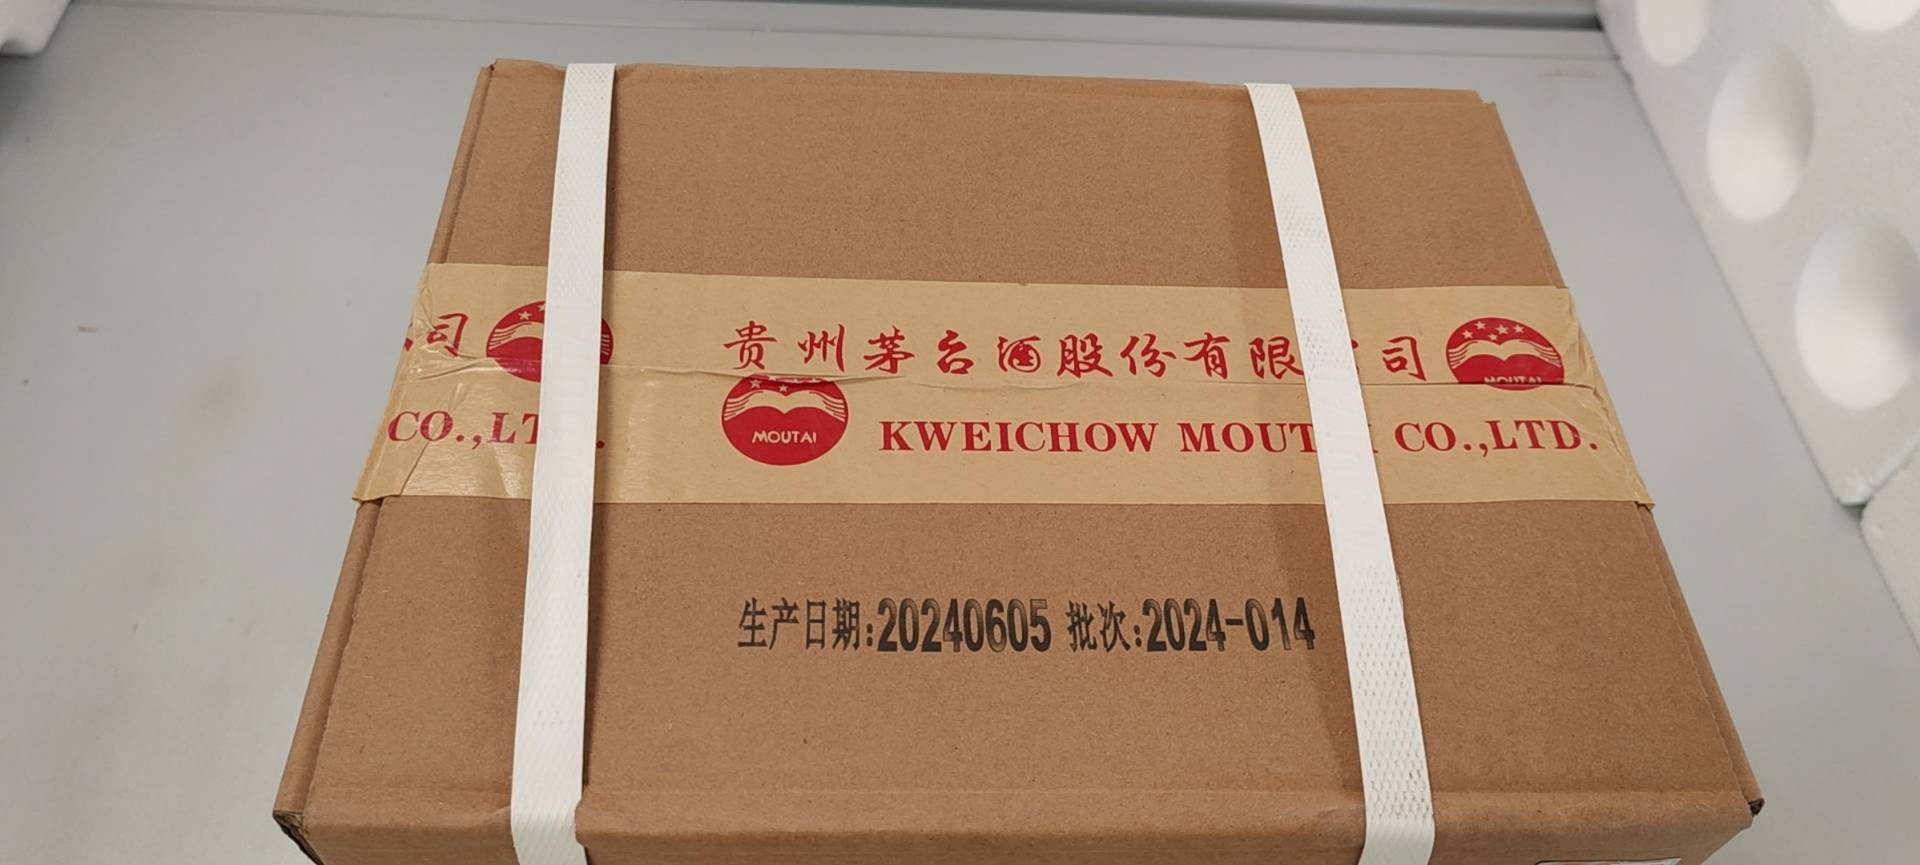 司
贵州茅台酒股份有限 司
MOUTAI
CO.,LT .
MOUTAI
KWEICHOW MOUT I CO.,LTD.
生产日期:20240605 批次:2024-014